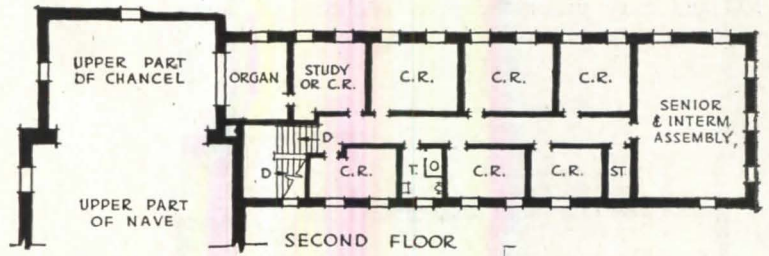 UPPER PART
OF CHANCEL
ORGAN
STUDY
OR C.R.
C.R.
C.R.
C.R.
SENIOR
& INTERM.
ASSEMBLY,
D
D
C.R.
T.
C.R.
C.R.
ST.
UPPER PART
OF NAVE
SECOND FLOOR